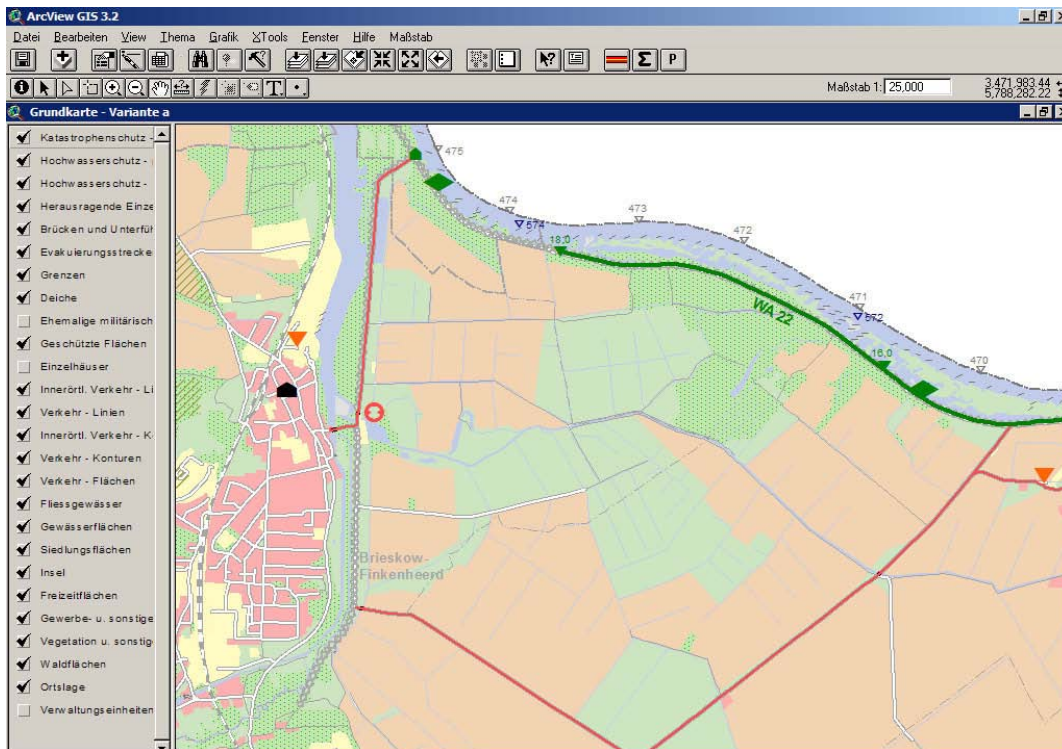 ArcView GIS 3.2
Datei Bearbeiten View Thema Grafik XTools Fenster Hilfe Maßstab
P
T
Maßstab 1: 25,000
3,471,983.44
5,788,282.22
Grundkarte - Variante a
Katastrophenschutz -
Hochwasserschutz -
Hochwasserschutz -
Herausragende Einze
Brücken und Unterfüh
Evakuierungsstrecke
Grenzen
Deiche
Ehemalige militärisch
Geschützte Flächen
Einzelhäuser
Innerörtl. Verkehr - Li
Verkehr - Linien
Innerörtl. Verkehr - K
Verkehr - Konturen
Verkehr - Flächen
Fliessgewässer
Gewässerflächen
Siedlungsflächen
Insel
Freizeitflächen
Gewerbe- u. sonstige
Vegetation u. sonstig
Waldflächen
Ortslage
Verwaltungseinheiten
475
474
574
473
472
18,0
WA 22
471
572
16,0
470
Brieskow-
Finkenheerd